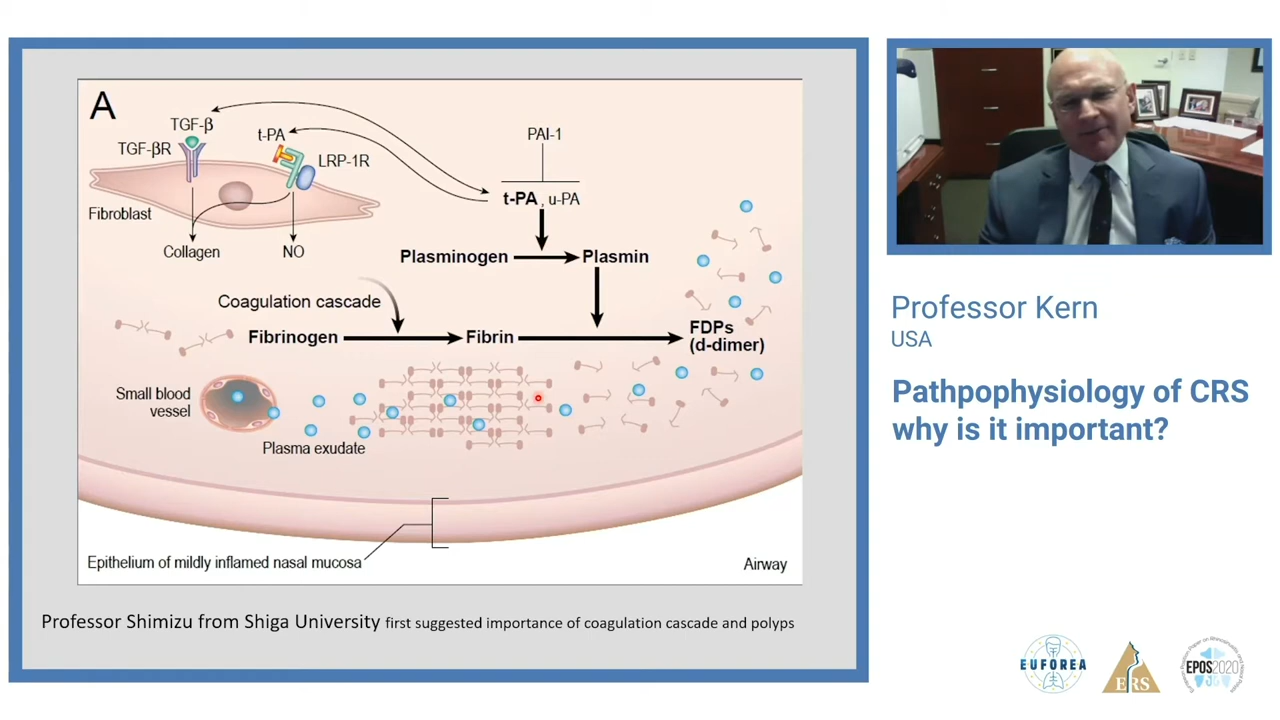 A
TGF-β
TGF-βR
t-PA
LRP-1R
Fibroblast
Collagen
NO
PAI-1
t-PA , u-PA
Plasminogen
Plasmin
Coagulation cascade
Fibrinogen
Fibrin
FDPs
(d-dimer)
Small blood
vessel
Plasma exudate
Epithelium of mildly inflamed nasal mucosa
Airway
Professor Shimizu from Shiga University first suggested importance of coagulation cascade and polyps
Professor Kern
USA
Pathpophysiology of CRS
why is it important?
EUFOREA
ERS
EPOS2020